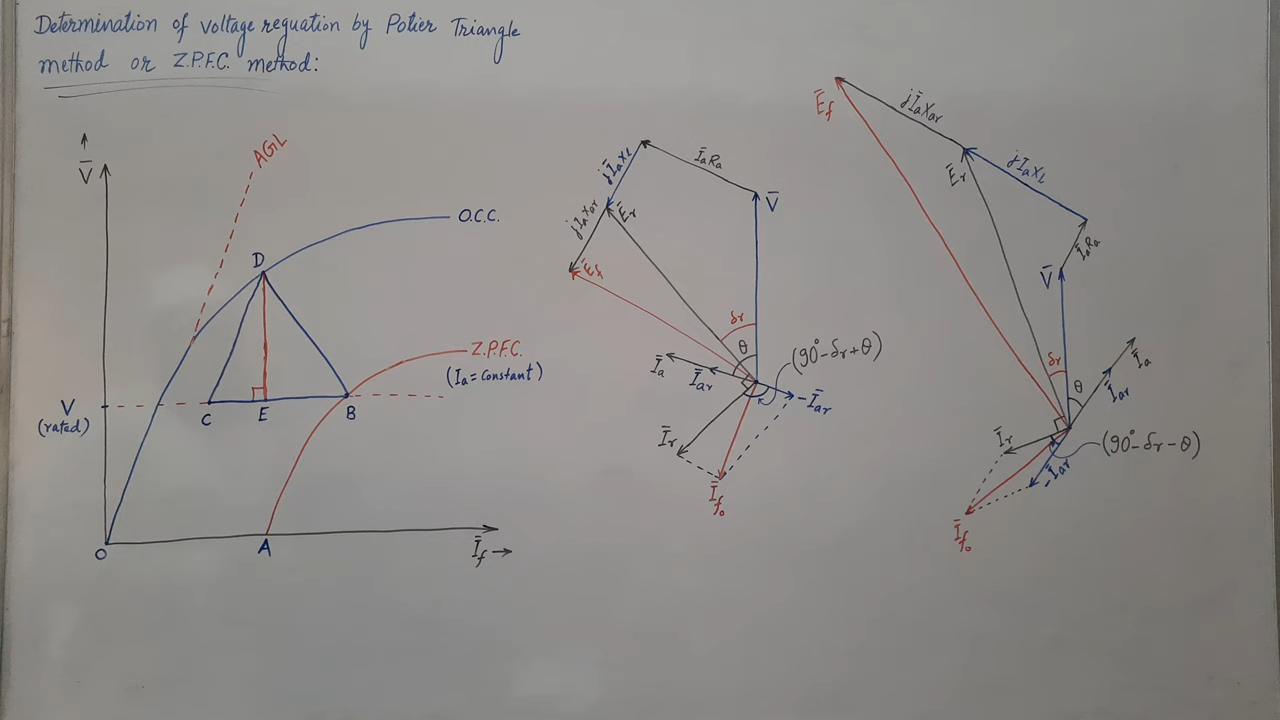 Determination of voltage reguation by Potier Triangle
method or Z.P.F.C. method:
AGL
V̄
O.C.C.
D
Z.P.F.C.
(Ia = constant)
V
(rated)
C
E
B
O
A
Īf →
jĪaXL
ĪaRa
V̄
jĪaXar
Ēr
Ēf
δr
θ
(90° - δr + θ)
Īa
Īar
-Īar
Īr
Īf₀
Ēf
jĪaXar
Ēr
jĪaXL
ĪaRa
V̄
δr
θ
Īa
Īar
Īr
(90° - δr - θ)
-Īar
Īf₀